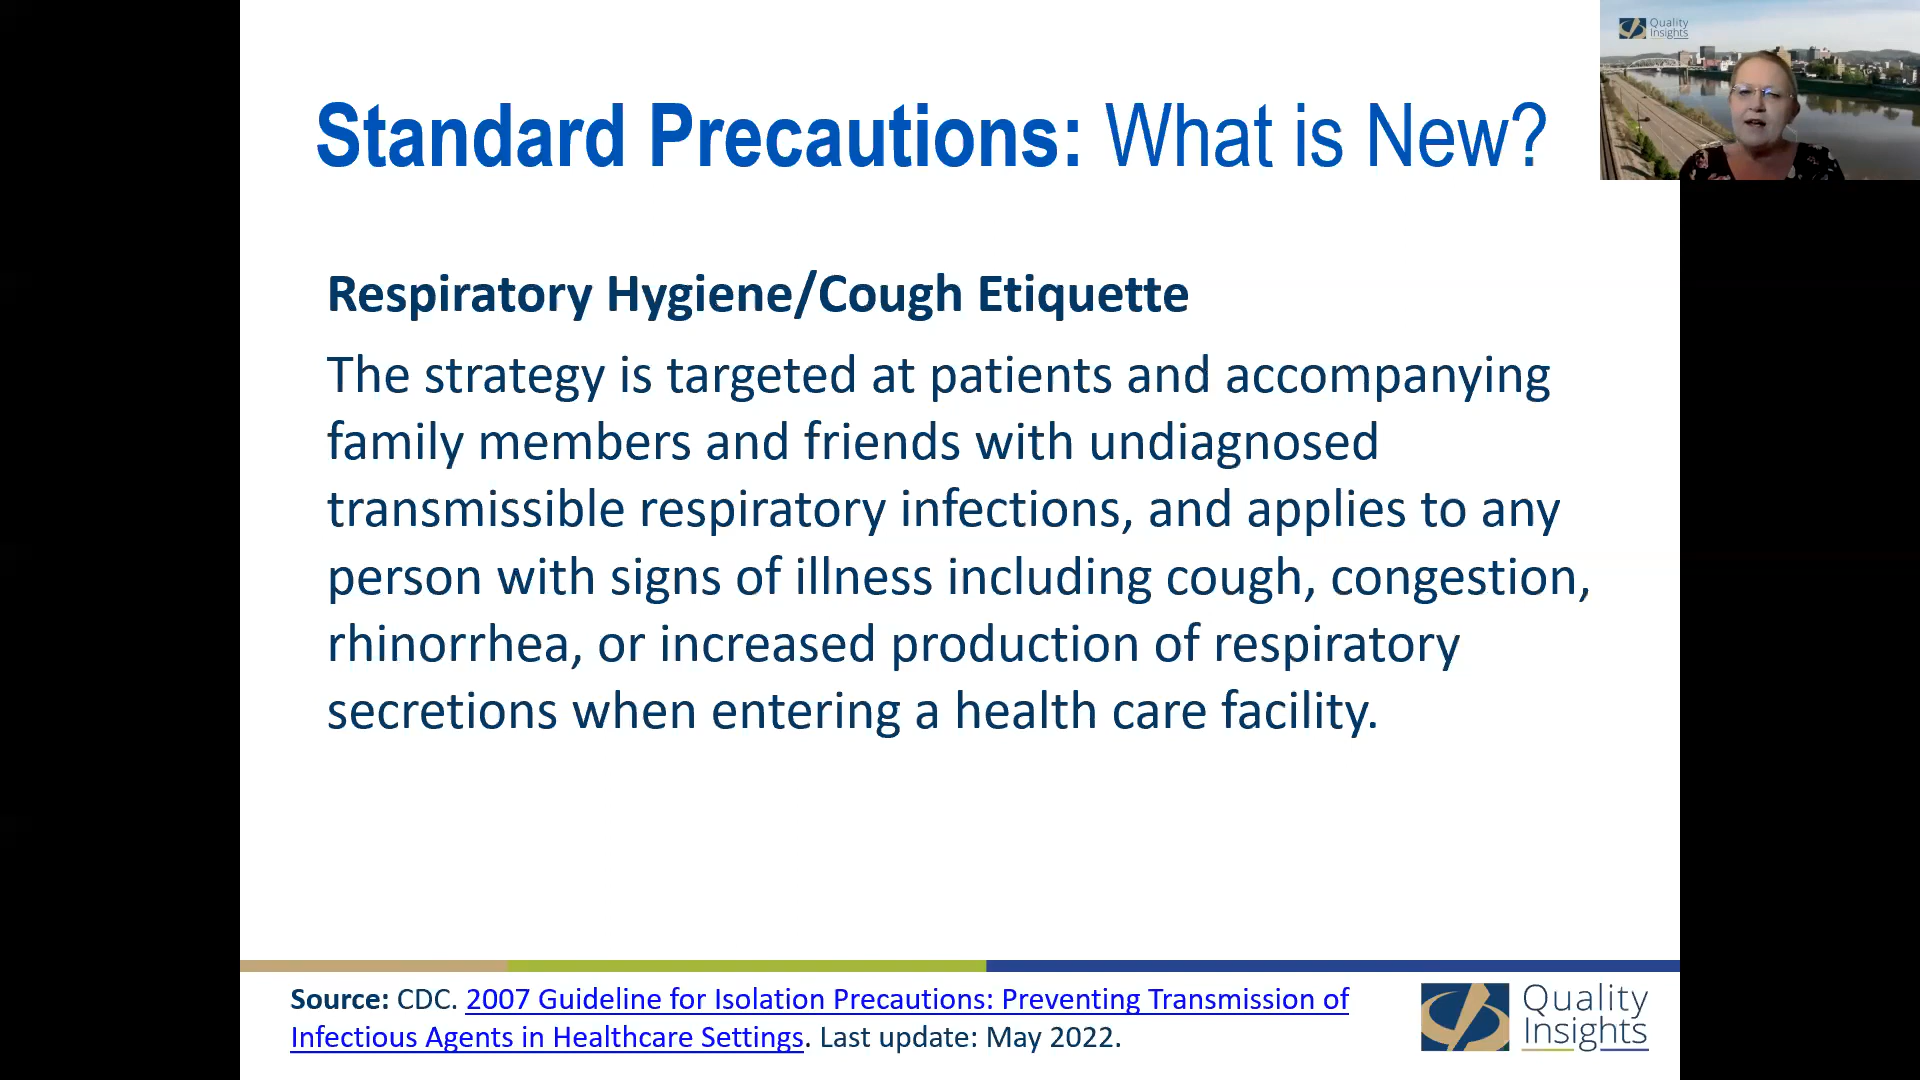 Quality
Insights
Standard Precautions: What is New?
Respiratory Hygiene/Cough Etiquette
The strategy is targeted at patients and accompanying
family members and friends with undiagnosed
transmissible respiratory infections, and applies to any
person with signs of illness including cough, congestion,
rhinorrhea, or increased production of respiratory
secretions when entering a health care facility.
Source: CDC. 2007 Guideline for Isolation Precautions: Preventing Transmission of
Infectious Agents in Healthcare Settings. Last update: May 2022.
Quality
Insights